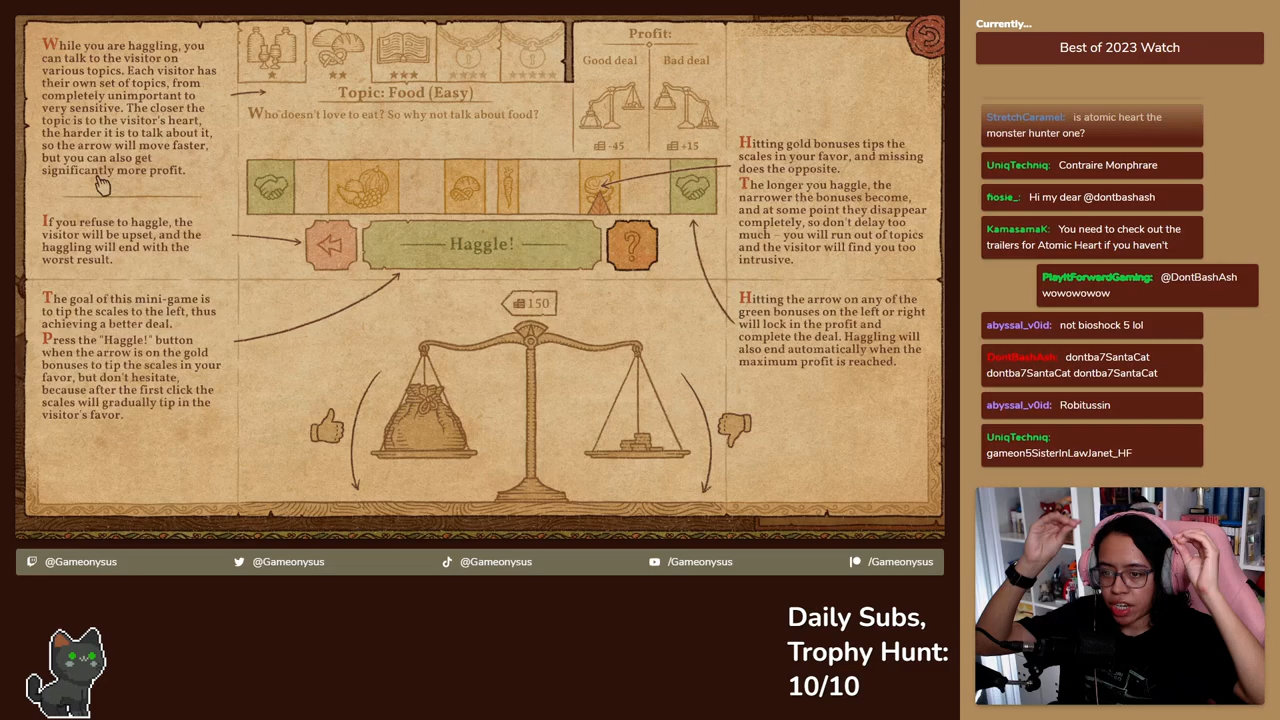 While you are haggling, you
can talk to the visitor on
various topics. Each visitor has
their own set of topics, from
completely unimportant to
very sensitive. The closer the
topic is to the visitor's heart,
the harder it is to talk about it,
so the arrow will move faster,
but you can also get
significantly more profit.
If you refuse to haggle, the
visitor will be upset, and the
haggling will end with the
worst result.
The goal of this mini-game is
to tip the scales to the left, thus
achieving a better deal.
Press the "Haggle!" button
when the arrow is on the gold
bonuses to tip the scales in your
favor, but don't hesitate,
because after the first click the
scales will gradually tip in the
visitor's favor.
Topic: Food (Easy)
Who doesn't love to eat? So why not talk about food?
Haggle!
?
150
Profit:
Good deal
Bad deal
-45
+15
Hitting gold bonuses tips the
scales in your favor, and missing
does the opposite.
The longer you haggle, the
narrower the bonuses become,
and at some point they disappear
completely, so don't delay too
much – you will run out of topics
and the visitor will find you too
intrusive.
Hitting the arrow on any of the
green bonuses on the left or right
will lock in the profit and
complete the deal. Haggling will
also end automatically when the
maximum profit is reached.
@Gameonysus
@Gameonysus
@Gameonysus
/Gameonysus
/Gameonysus
Daily Subs,
Trophy Hunt:
10/10
Currently...
Best of 2023 Watch
StretchCaramel: is atomic heart the
monster hunter one?
UniqTechniq: Contraire Monphrare
fiosie_: Hi my dear @dontbashash
KamasamaK: You need to check out the
trailers for Atomic Heart if you haven't
PlayItForwardGaming: @DontBashAsh
wowowowow
abyssal_v0id: not bioshock 5 lol
DontBashAsh: dontba7SantaCat
dontba7SantaCat dontba7SantaCat
abyssal_v0id: Robitussin
UniqTechniq:
gameon5SisterInLawJanet_HF